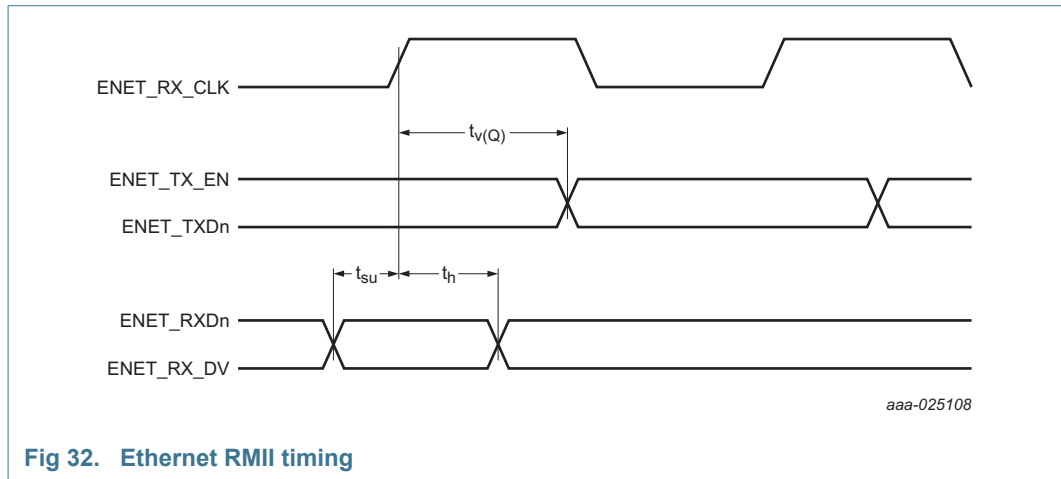 ENET_RX_CLK
tv(Q)
ENET_TX_EN
ENET_TXDn
tsu
th
ENET_RXDn
ENET_RX_DV
aaa-025108
Fig 32. Ethernet RMII timing